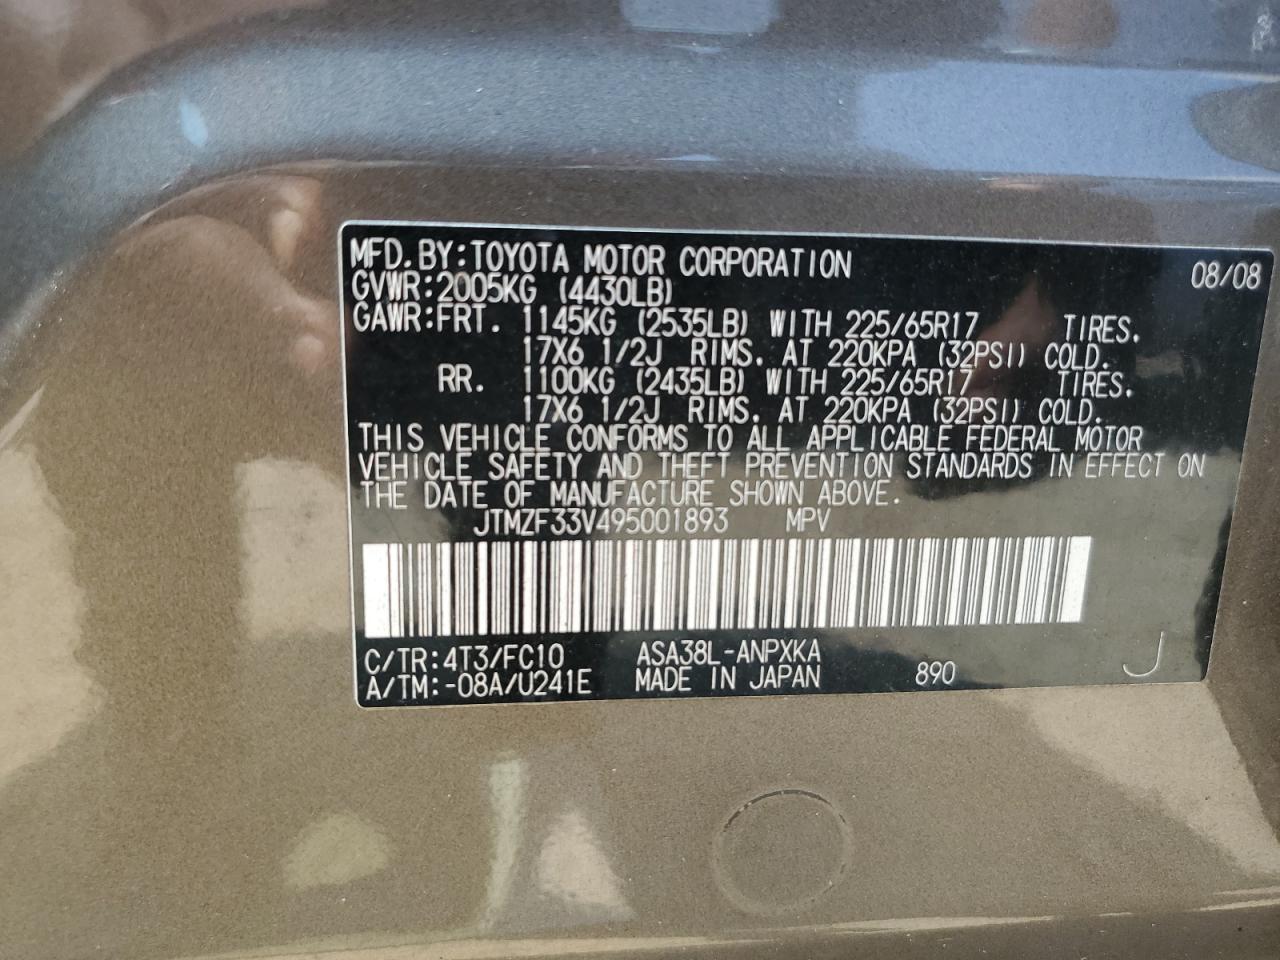 MFD.BY:TOYOTA MOTOR CORPORATION 08/08
GVWR:2005KG (4430LB)
GAWR:FRT. 1145KG (2535LB) WITH 225/65R17 TIRES.
17X6 1/2J RIMS. AT 220KPA (32PSI) COLD.
RR. 1100KG (2435LB) WITH 225/65R17 TIRES.
17X6 1/2J RIMS. AT 220KPA (32PSI) COLD.
THIS VEHICLE CONFORMS TO ALL APPLICABLE FEDERAL MOTOR
VEHICLE SAFETY AND THEFT PREVENTION STANDARDS IN EFFECT ON
THE DATE OF MANUFACTURE SHOWN ABOVE.
JTMZF33V495001893 MPV
C/TR:4T3/FC10 ASA38L-ANPXKA
A/TM:-08A/U241E MADE IN JAPAN 890 J